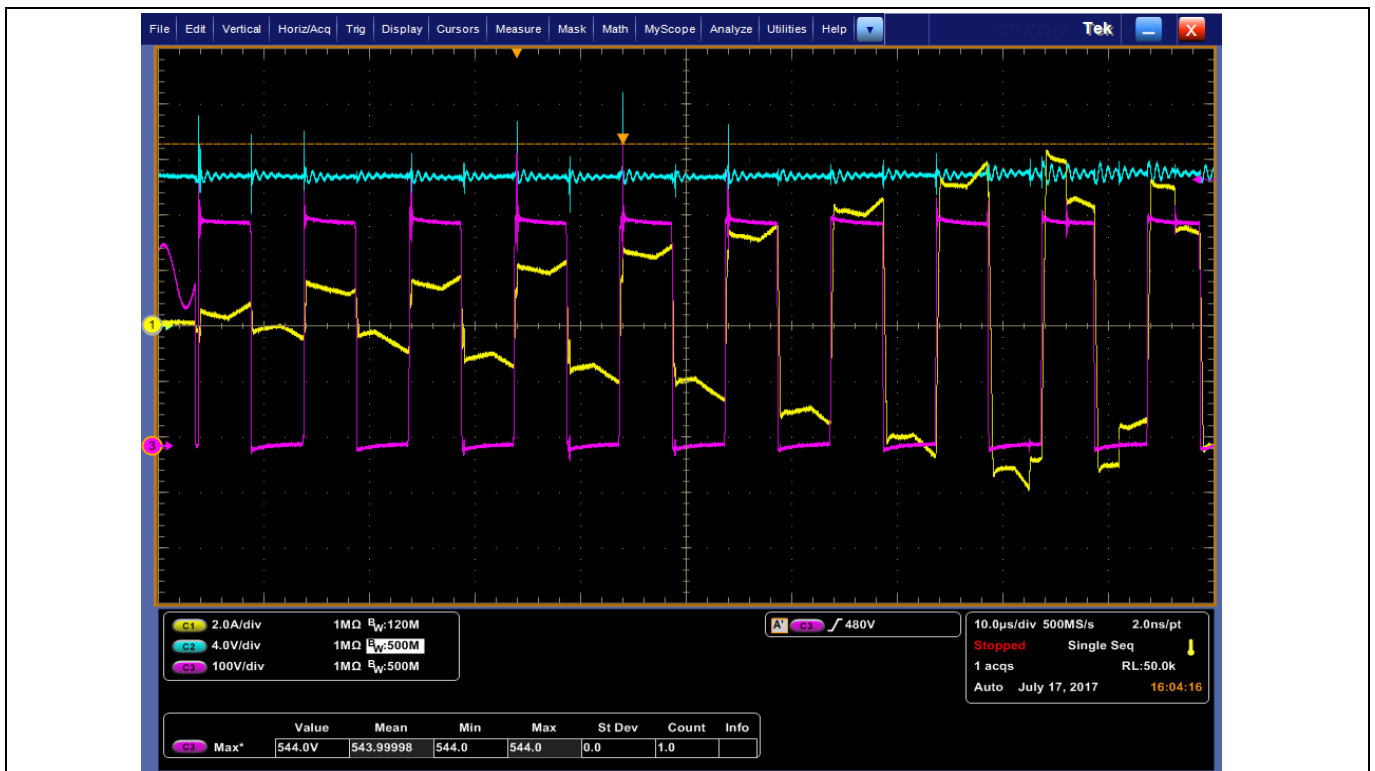 File Edit Vertical Horiz/Acq Trig Display Cursors Measure Mask Math MyScope Analyze Utilities Help Tek X
1
3
C1 2.0A/div 1MΩ BW:120M
C2 4.0V/div 1MΩ BW:500M
C3 100V/div 1MΩ BW:500M
A' C3 480V
10.0µs/div 500MS/s 2.0ns/pt
Stopped Single Seq
1 acqs RL:50.0k
Auto July 17, 2017 16:04:16
Value Mean Min Max St Dev Count Info
C3 Max* 544.0V 543.99998 544.0 544.0 0.0 1.0